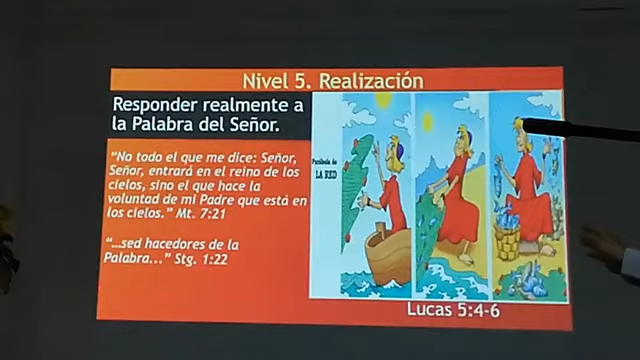 Nivel 5. Realización
Responder realmente a
la Palabra del Señor.
"No todo el que me dice: Señor,
Señor, entrará en el reino de los
cielos, sino el que hace la
voluntad de mi Padre que está en
los cielos." Mt. 7:21
"…sed hacedores de la
Palabra…" Stg. 1:22
Parábola de
LA RED
Lucas 5:4-6